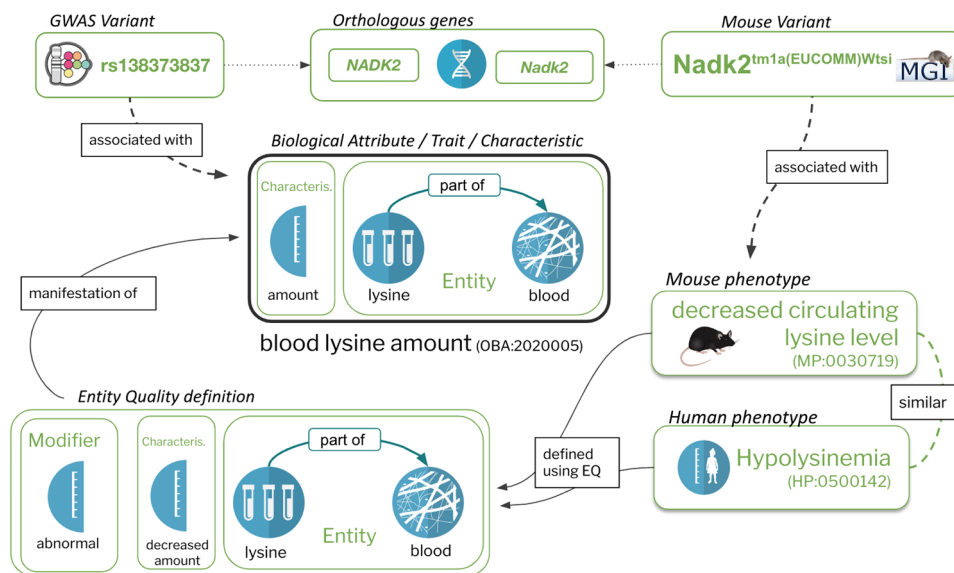 GWAS Variant
rs138373837
Orthologous genes
NADK2
Nadk2
Mouse Variant
Nadk2tm1a(EUCOMM)Wtsi
MGI
associated with
associated with
Biological Attribute / Trait / Characteristic
Characteris.
amount
part of
lysine
Entity
blood
blood lysine amount (OBA:2020005)
manifestation of
Mouse phenotype
decreased circulating
lysine level
(MP:0030719)
similar
Human phenotype
Hypolysinemia
(HP:0500142)
defined
using EQ
Entity Quality definition
Modifier
abnormal
Characteris.
decreased
amount
part of
lysine
Entity
blood